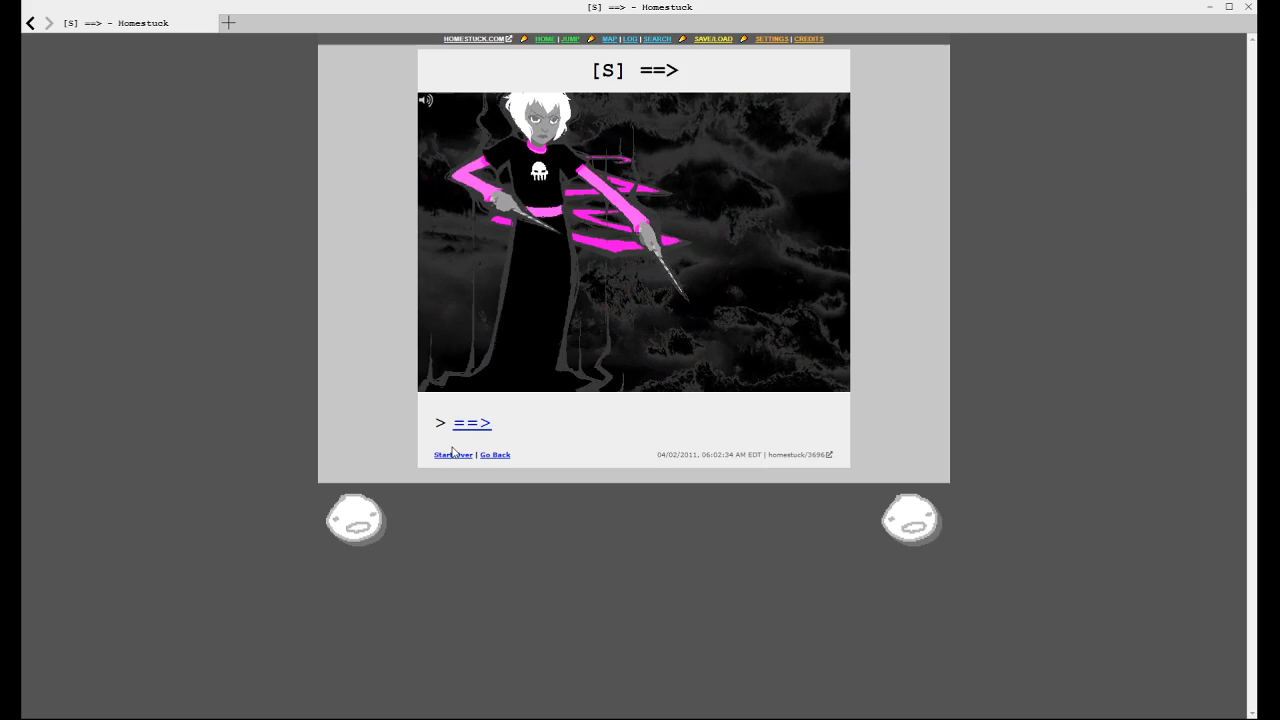 [S] ==> - Homestuck
[S] ==> - Homestuck
HOMESTUCK.COM HOME | JUMP MAP | LOG | SEARCH SAVE/LOAD SETTINGS | CREDITS
[S] ==>
> ==>
Start Over | Go Back 04/02/2011, 06:02:34 AM EDT | homestuck/3696